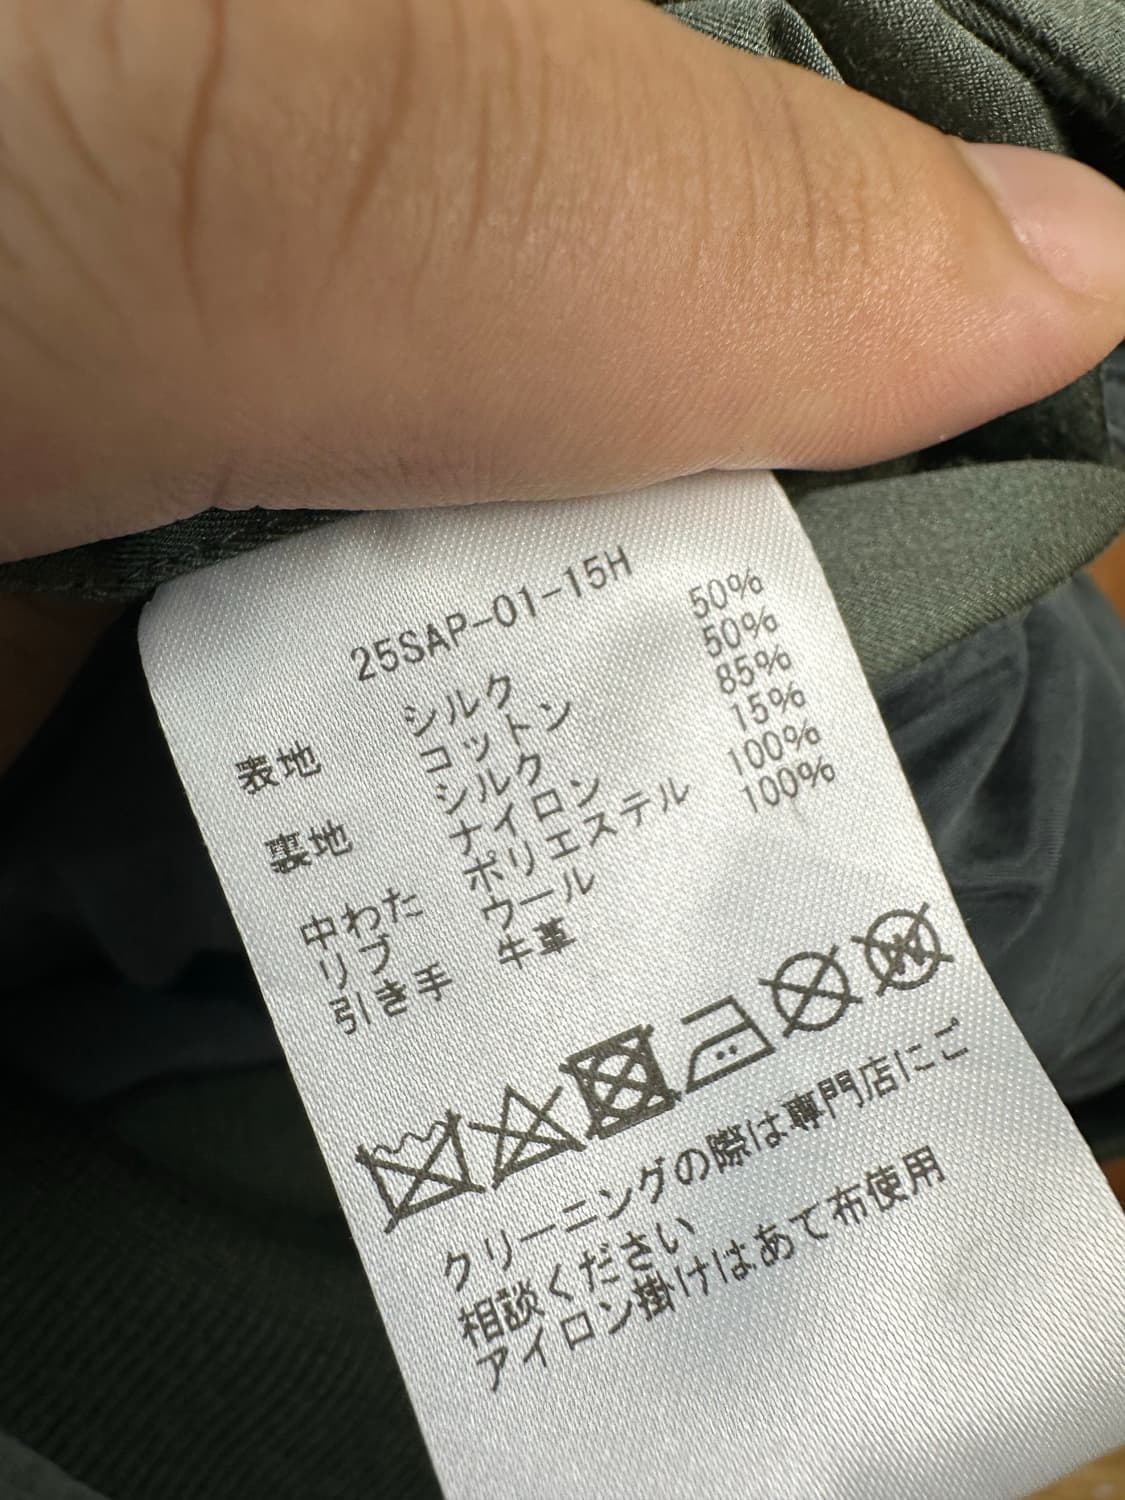 25SAP-01-15H
表地 シルク 50%
コットン 50%
裏地 シルク 85%
ナイロン 15%
中わた ポリエステル 100%
リブ ウール 100%
引き手 牛革
クリーニングの際は専門店にご
相談ください
アイロン掛けはあて布使用